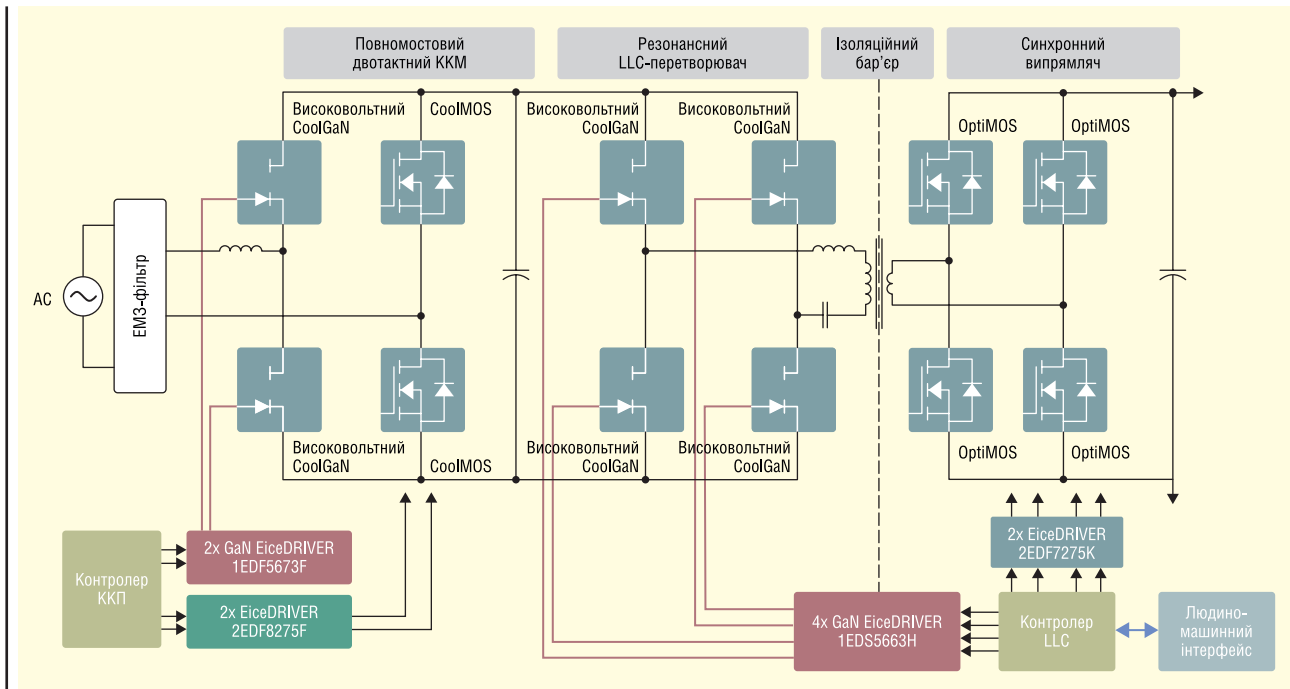 Повномостовий
двотактний ККМ
Резонансний
LLC-перетворювач
Ізоляційний
бар’єр
Синхронний
випрямляч
Високовольтний
CoolGaN
CoolMOS
Високовольтний
CoolGaN
Високовольтний
CoolGaN
OptiMOS
OptiMOS
AC
ЕМЗ-фільтр
Високовольтний
CoolGaN
CoolMOS
Високовольтний
CoolGaN
Високовольтний
CoolGaN
OptiMOS
OptiMOS
Контролер
ККП
2x GaN EiceDRIVER
1EDF5673F
2x EiceDRIVER
2EDF8275F
4x GaN EiceDRIVER
1EDS5663H
2x EiceDRIVER
2EDF7275K
Контролер
LLC
Людино-
машинний
інтерфейс